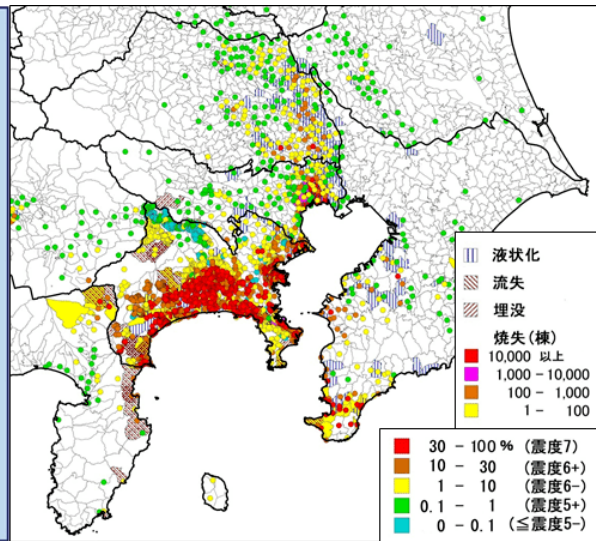 液状化
流失
埋没
焼失(棟)
10,000 以上
1,000 - 10,000
100 - 1,000
1 - 100
30 - 100 % (震度7)
10 - 30 (震度6+)
1 - 10 (震度6-)
0.1 - 1 (震度5+)
0 - 0.1 (≦震度5-)